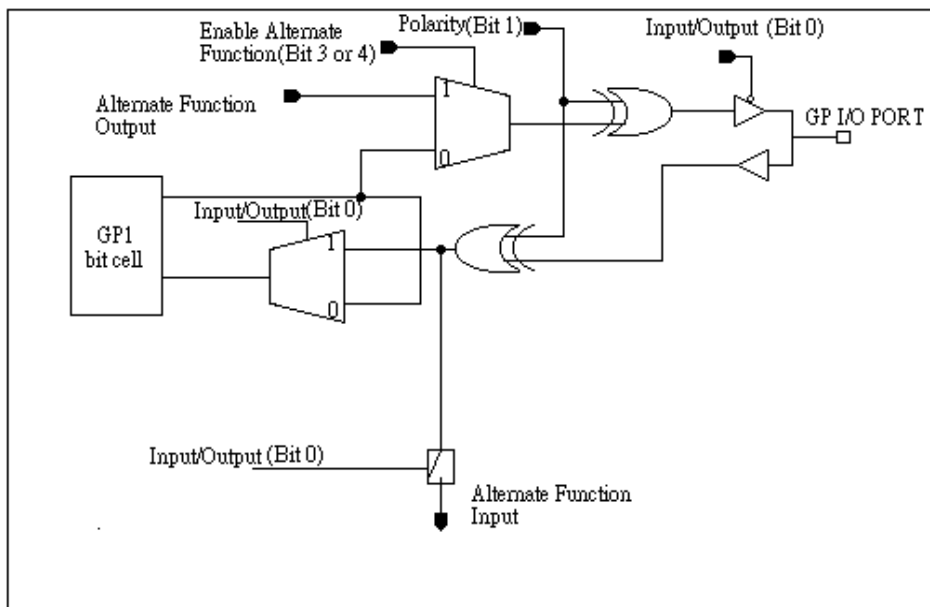 Enable Alternate
Function(Bit 3 or 4)
Polarity(Bit 1)
Input/Output (Bit 0)
Alternate Function
Output
1
0
GP I/O PORT
Input/Output(Bit 0)
GP1
bit cell
1
0
Input/Output (Bit 0)
Alternate Function
Input